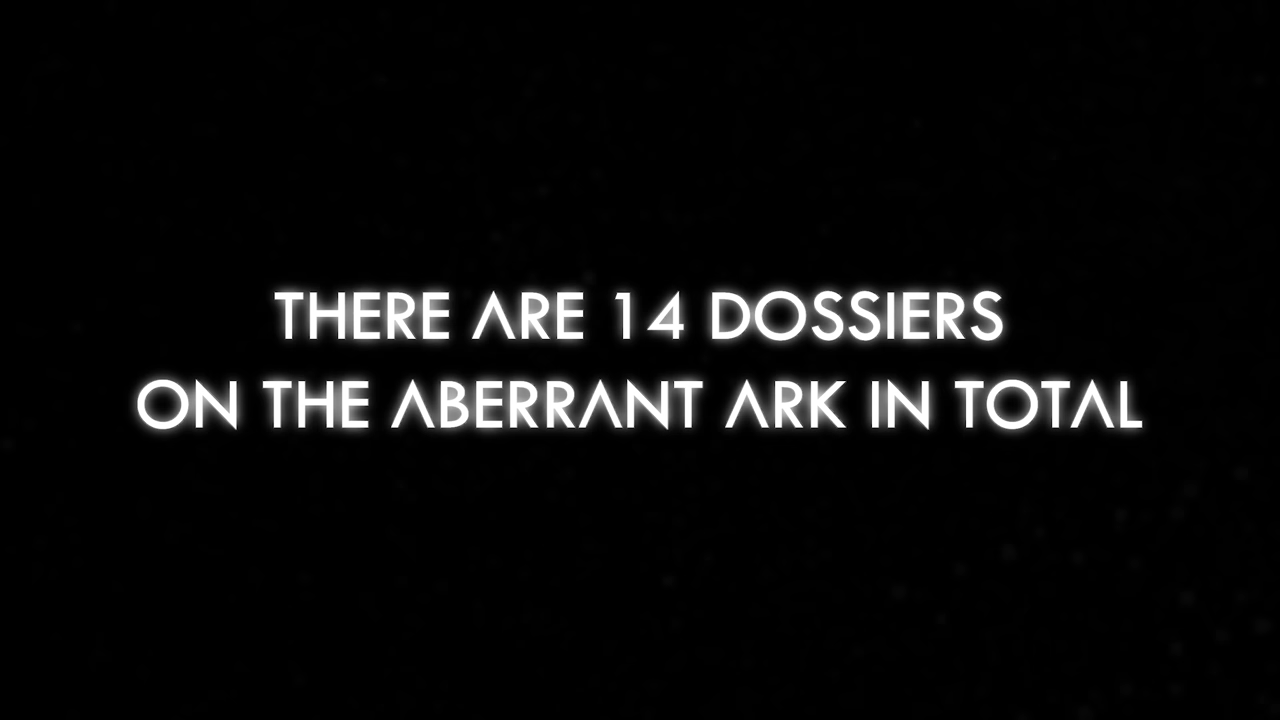 THERE ARE 14 DOSSIERS
ON THE ABERRANT ARK IN TOTAL